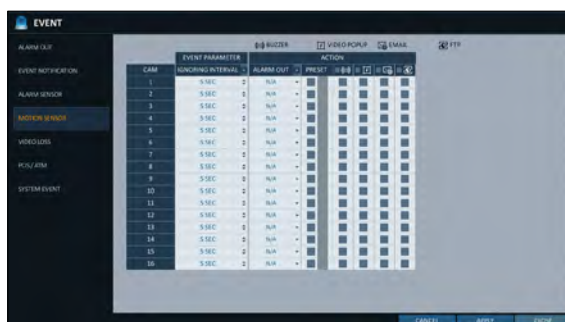 EVENT
BUZZER VIDEO POPUP EMAIL FTP
ALARM OUT
EVENT NOTIFICATION
ALARM SENSOR
MOTION SENSOR
VIDEO LOSS
POS / ATM
SYSTEM EVENT
EVENT PARAMETER ACTION
CAM IGNORING INTERVAL ALARM OUT PRESET
1 5 SEC N/A
2 5 SEC N/A
3 5 SEC N/A
4 5 SEC N/A
5 5 SEC N/A
6 5 SEC N/A
7 5 SEC N/A
8 5 SEC N/A
9 5 SEC N/A
10 5 SEC N/A
11 5 SEC N/A
12 5 SEC N/A
13 5 SEC N/A
14 5 SEC N/A
15 5 SEC N/A
16 5 SEC N/A
CANCEL APPLY CLOSE